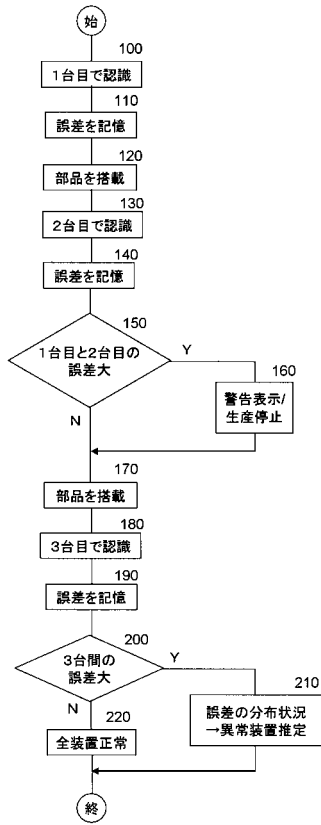 始
100
1台目で認識
110
誤差を記憶
120
部品を搭載
130
2台目で認識
140
誤差を記憶
150
1台目と2台目の
誤差大
Y
160
警告表示/
生産停止
N
170
部品を搭載
180
3台目で認識
190
誤差を記憶
200
3台間の
誤差大
Y
210
誤差の分布状況
→異常装置推定
N
220
全装置正常
終